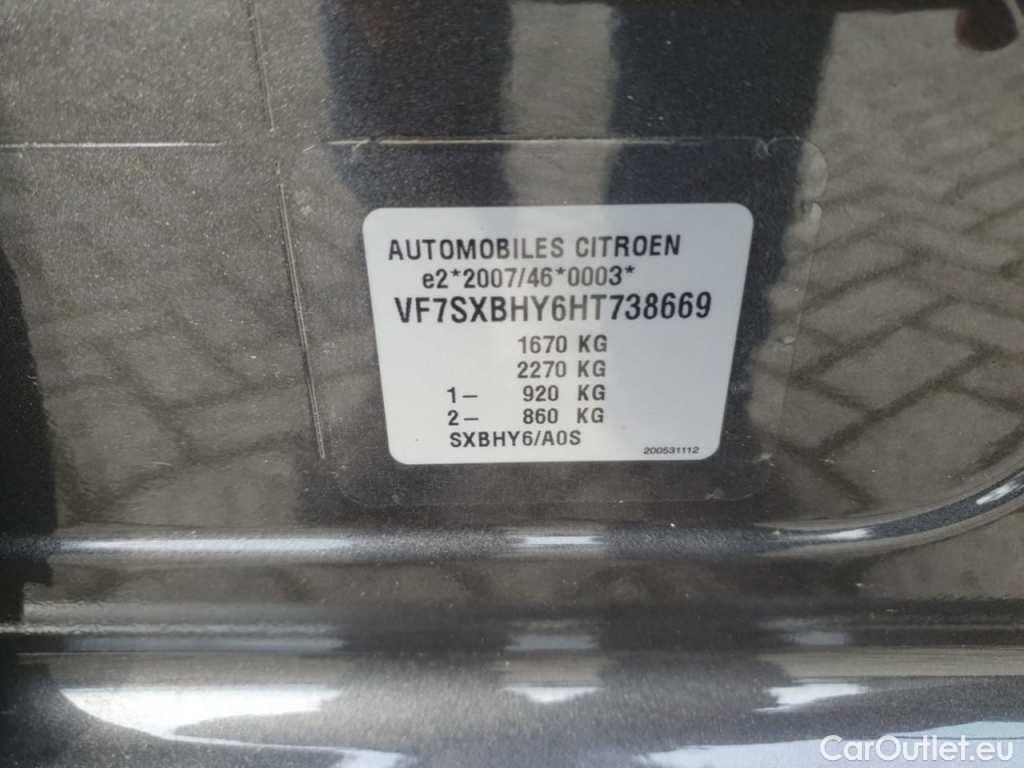 AUTOMOBILES CITROEN
e2*2007/46*0003*
VF7SXBHY6HT738669
1670 KG
2270 KG
1- 920 KG
2- 860 KG
SXBHY6/A0S
200531112
CarOutlet.eu